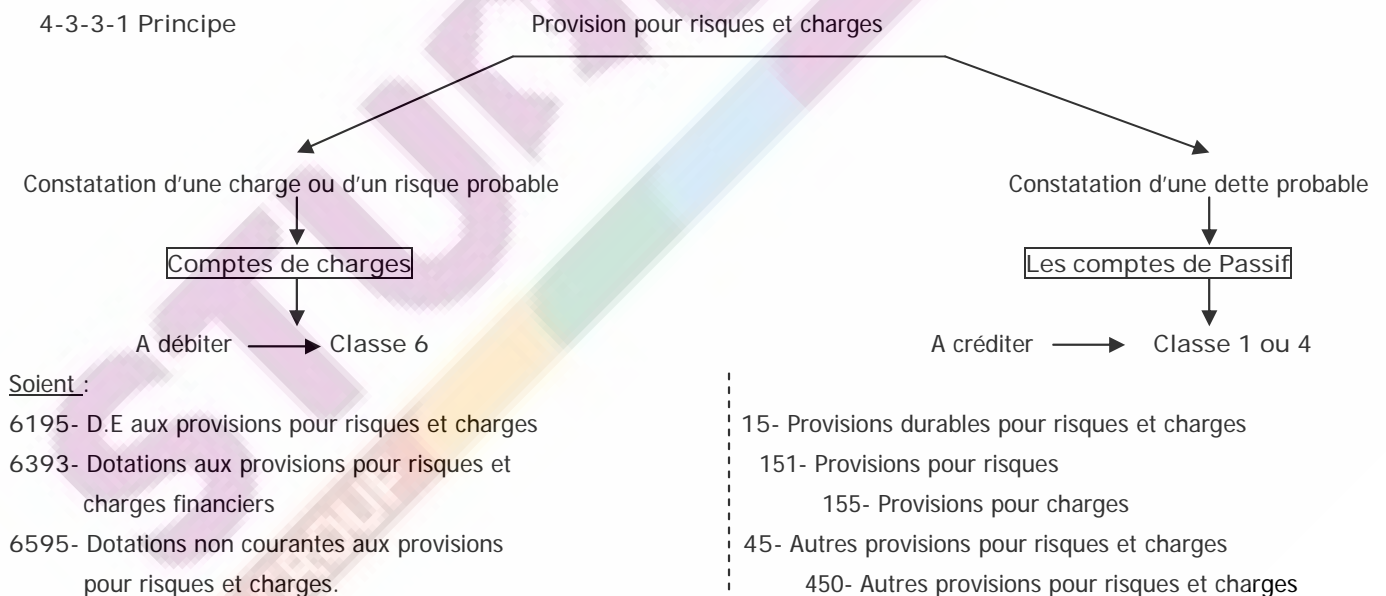 4-3-3-1 Principe
Provision pour risques et charges
Constatation d'une charge ou d'un risque probable
Constatation d'une dette probable
Comptes de charges
Les comptes de Passif
A débiter
Classe 6
A créditer
Classe 1 ou 4
Soient :
6195- D.E aux provisions pour risques et charges
6393- Dotations aux provisions pour risques et
charges financiers
6595- Dotations non courantes aux provisions
pour risques et charges.
15- Provisions durables pour risques et charges
151- Provisions pour risques
155- Provisions pour charges
45- Autres provisions pour risques et charges
450- Autres provisions pour risques et charges